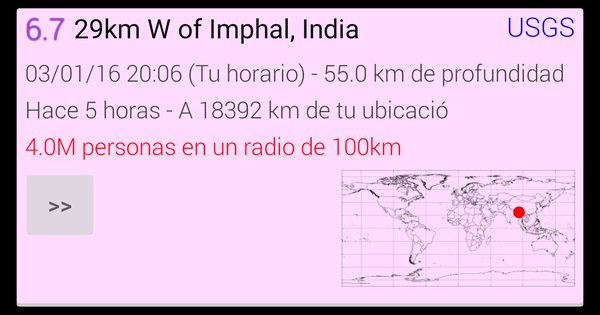 6.7 29km W of Imphal, India USGS
03/01/16 20:06 (Tu horario) - 55.0 km de profundidad
Hace 5 horas - A 18392 km de tu ubicació
4.0M personas en un radio de 100km
>>